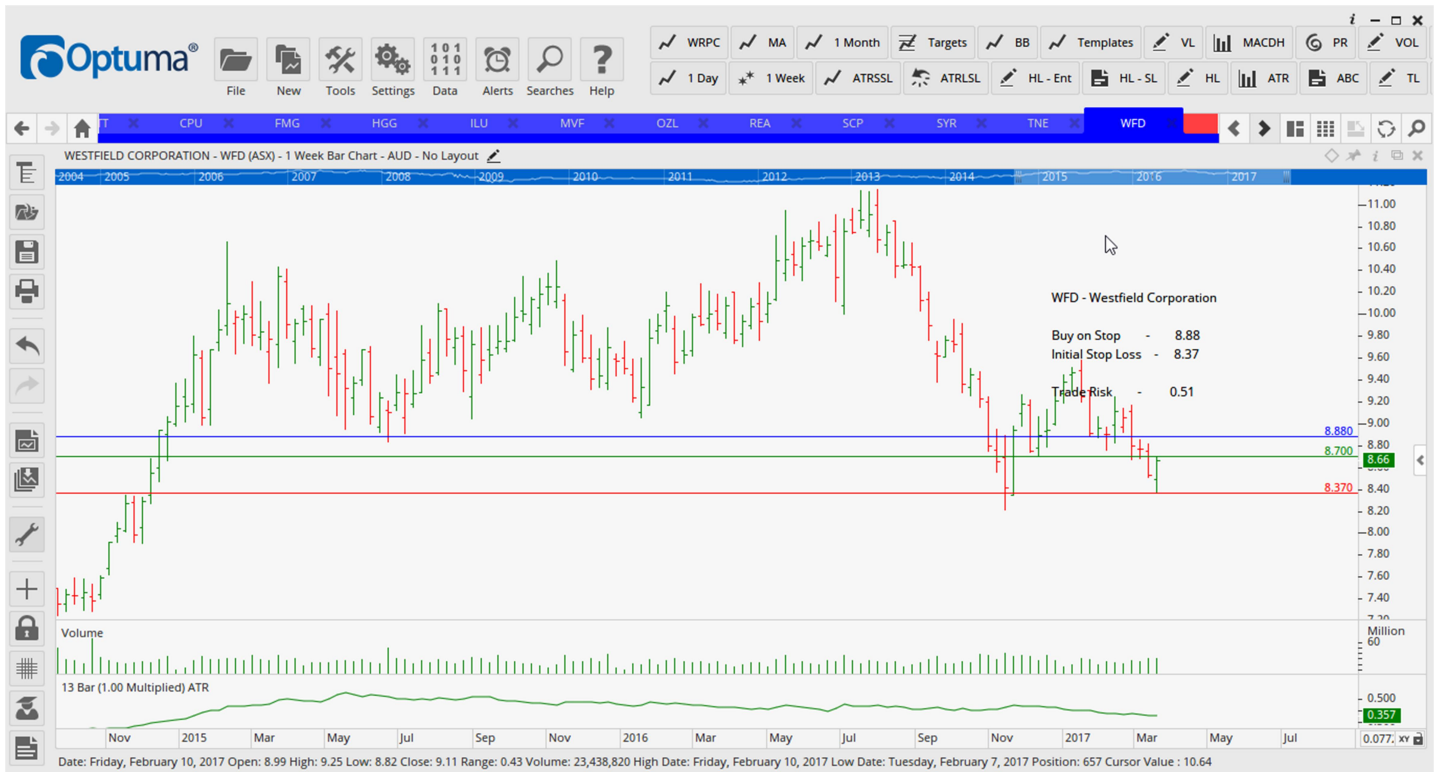 Optuma®
File
New
Tools
Settings
101
010
111
Data
Alerts
Searches
Help
WRPC
MA
1 Month
Targets
BB
Templates
VL
MACDH
PR
VOL
1 Day
1 Week
ATRSSL
ATRLSL
HL - Ent
HL - SL
HL
ATR
ABC
TL
T
CPU
FMG
HGG
ILU
MVF
OZL
REA
SCP
SYR
TNE
WFD
WESTFIELD CORPORATION - WFD (ASX) - 1 Week Bar Chart - AUD - No Layout
2004 2005 2006 2007 2008 2009 2010 2011 2012 2013 2014 2015 2016 2017
11.00
10.80
10.60
10.40
10.20
10.00
9.80
9.60
9.40
9.20
9.00
8.80
8.40
8.20
8.00
7.80
7.60
7.40
WFD - Westfield Corporation
Buy on Stop - 8.88
Initial Stop Loss - 8.37
Trade Risk - 0.51
8.880
8.700
8.66
8.370
Volume
Million
60
13 Bar (1.00 Multiplied) ATR
0.500
0.357
Nov 2015 Mar May Jul Sep Nov 2016 Mar May Jul Sep Nov 2017 Mar May Jul
0.077, XY
Date: Friday, February 10, 2017 Open: 8.99 High: 9.25 Low: 8.82 Close: 9.11 Range: 0.43 Volume: 23,438,820 High Date: Friday, February 10, 2017 Low Date: Tuesday, February 7, 2017 Position: 657 Cursor Value : 10.64